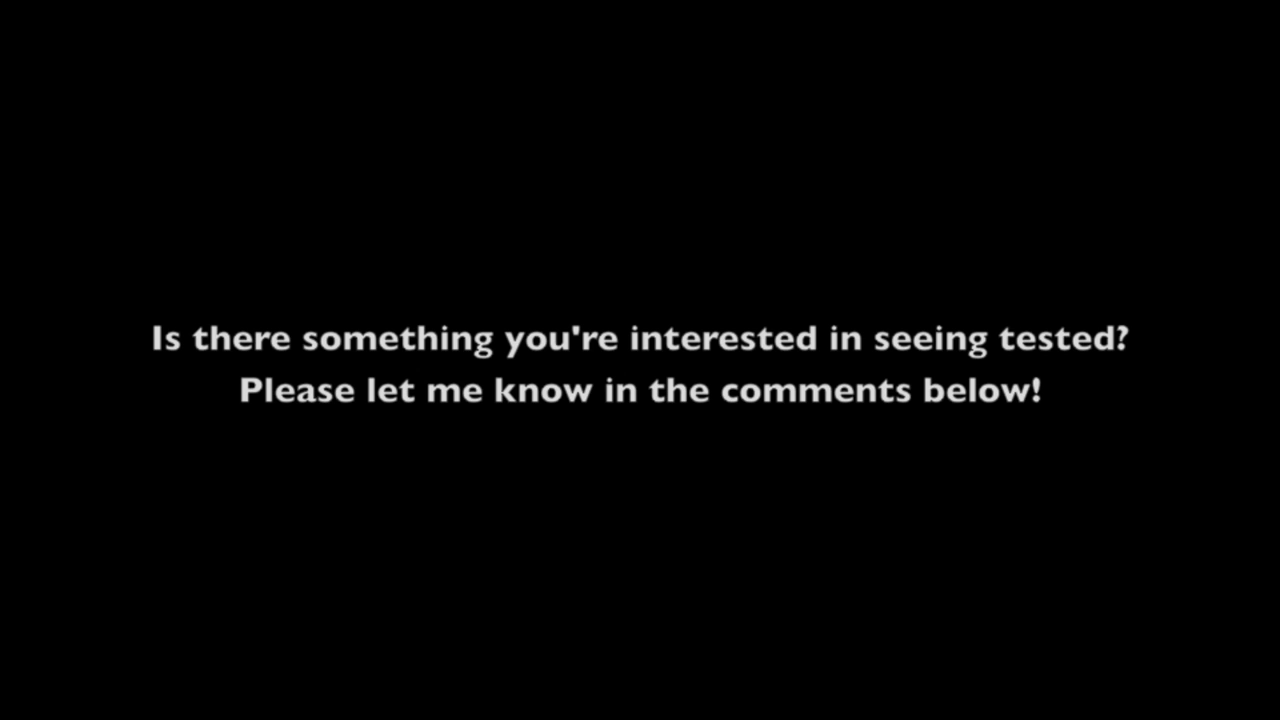 Is there something you're interested in seeing tested?
Please let me know in the comments below!